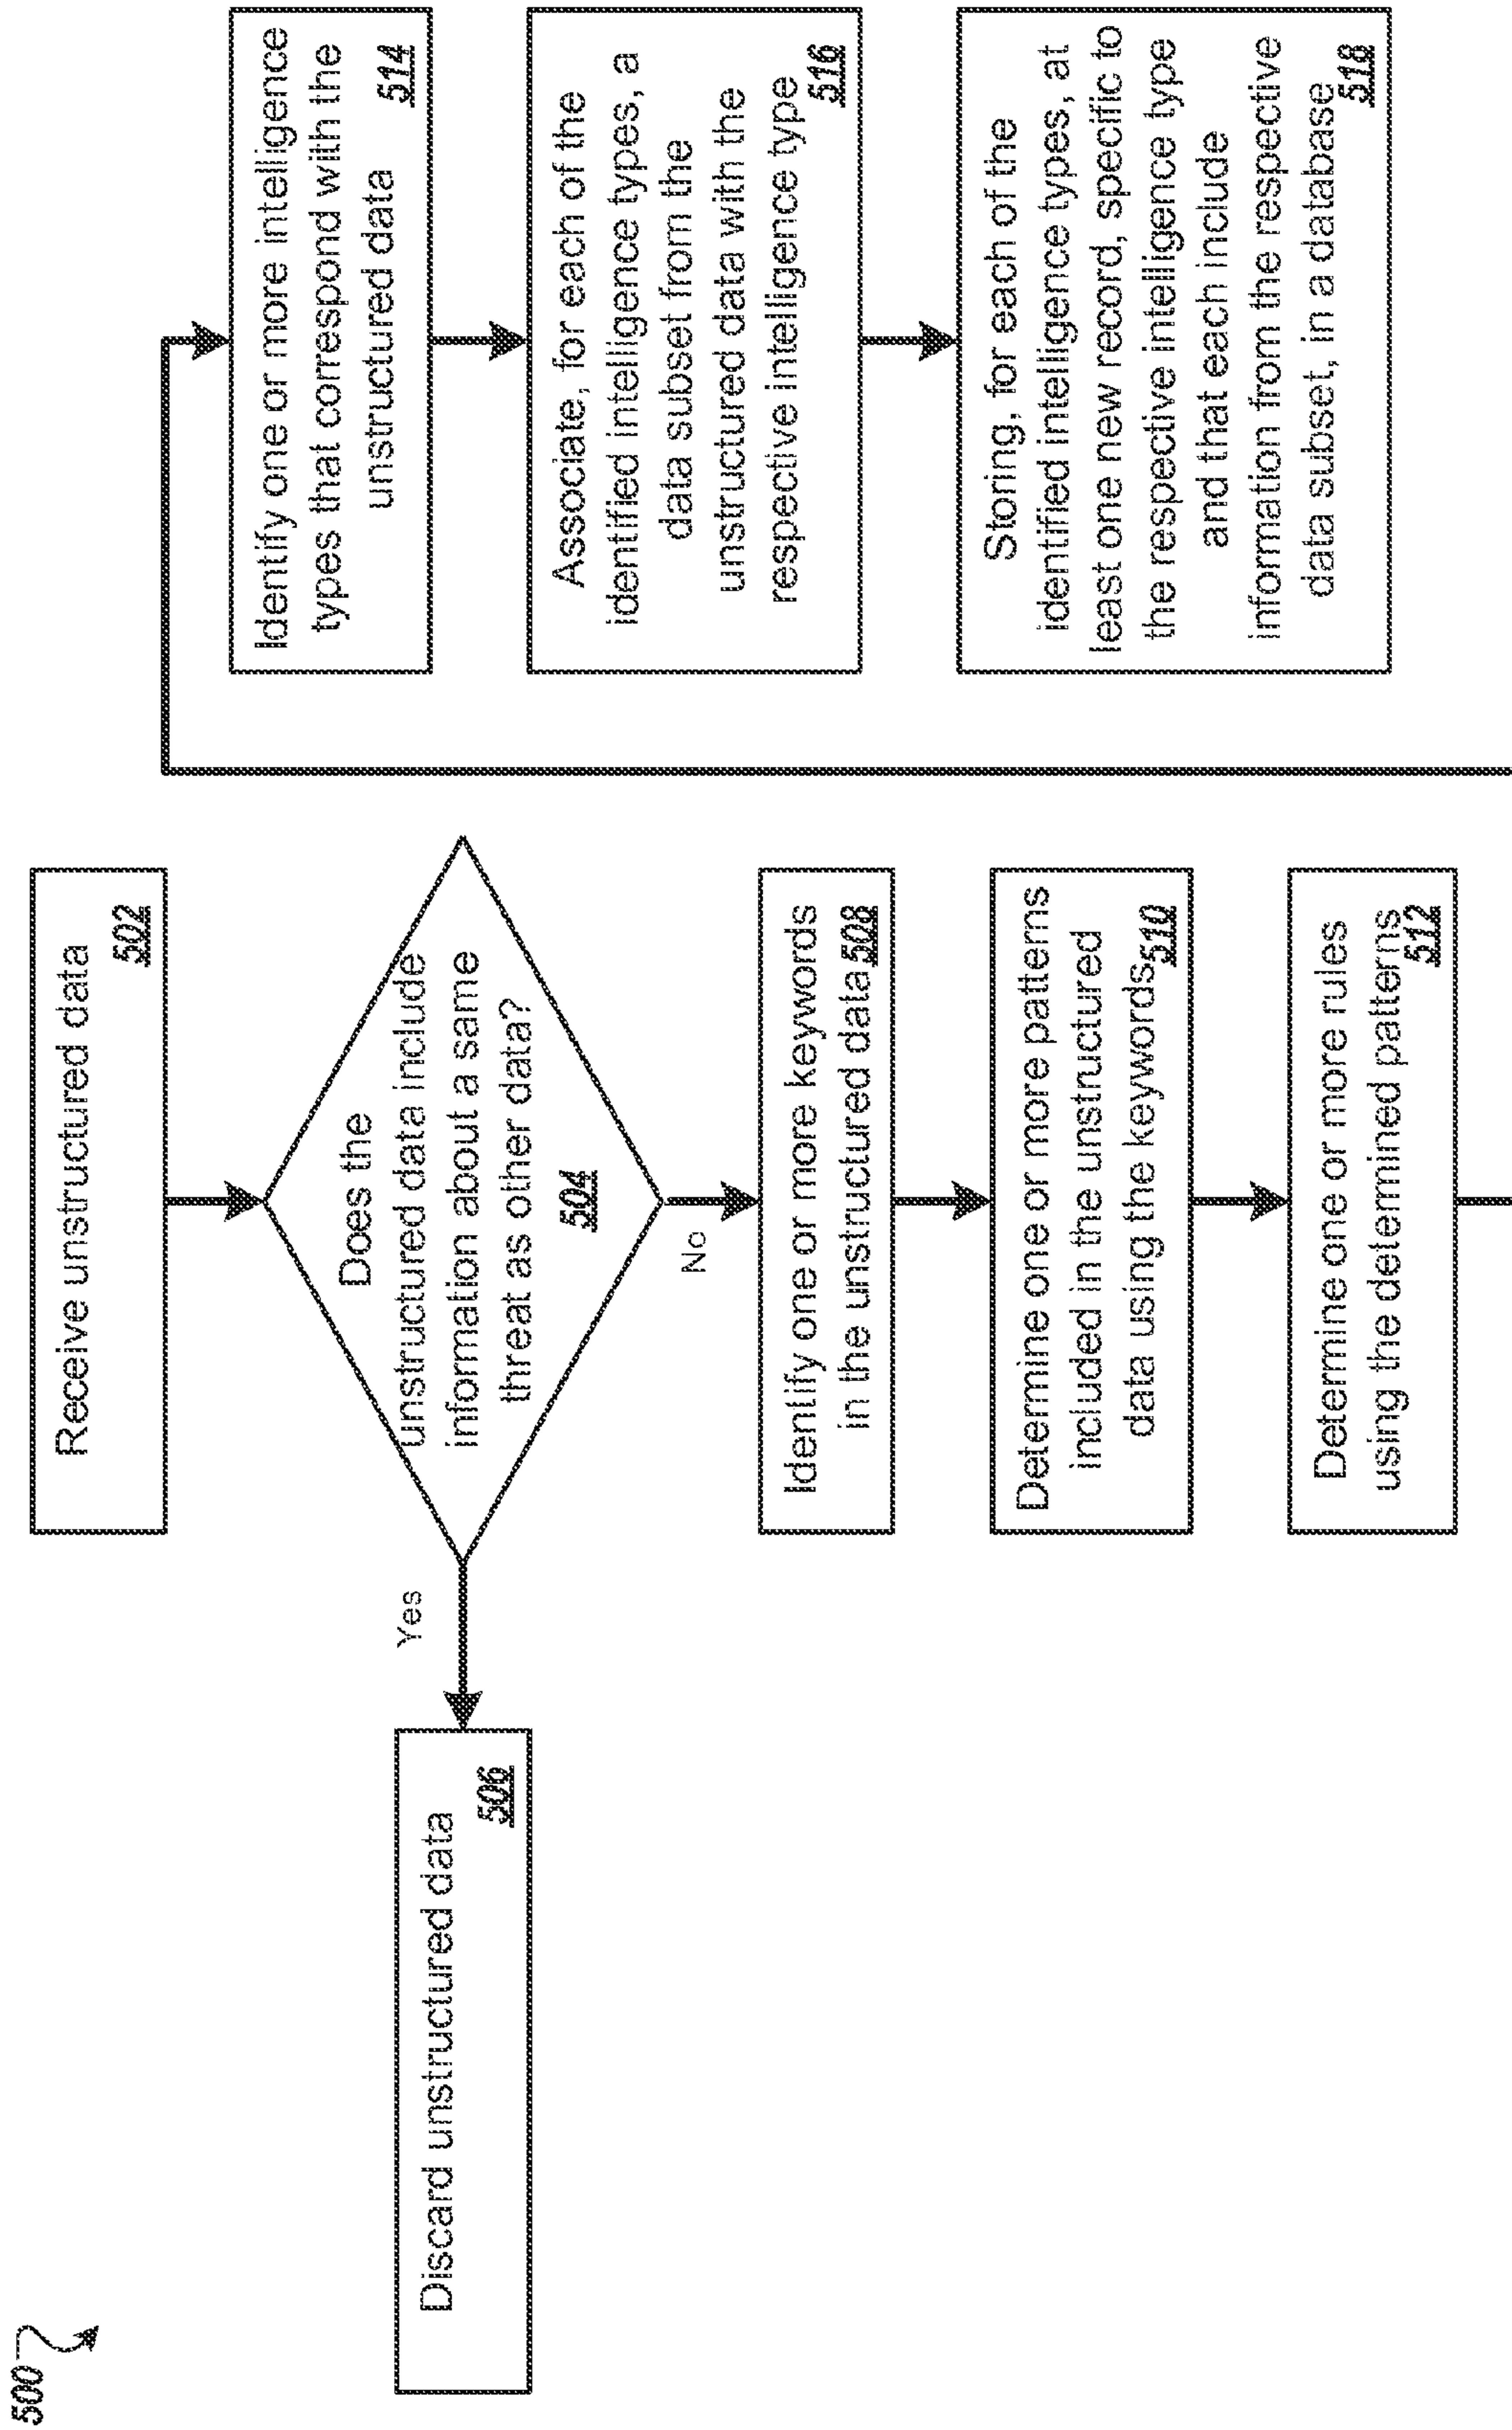 500
Receive unstructured data
502
Does the
unstructured data include
information about a same
threat as other data?
504
Yes
Discard unstructured data
506
No
Identify one or more keywords
in the unstructured data 508
Determine one or more patterns
included in the unstructured
data using the keywords 510
Determine one or more rules
using the determined patterns
512
Identify one or more intelligence
types that correspond with the
unstructured data 514
Associate, for each of the
identified intelligence types, a
data subset from the
unstructured data with the
respective intelligence type
516
Storing, for each of the
identified intelligence types, at
least one new record, specific to
the respective intelligence type
and that each include
information from the respective
data subset, in a database
518